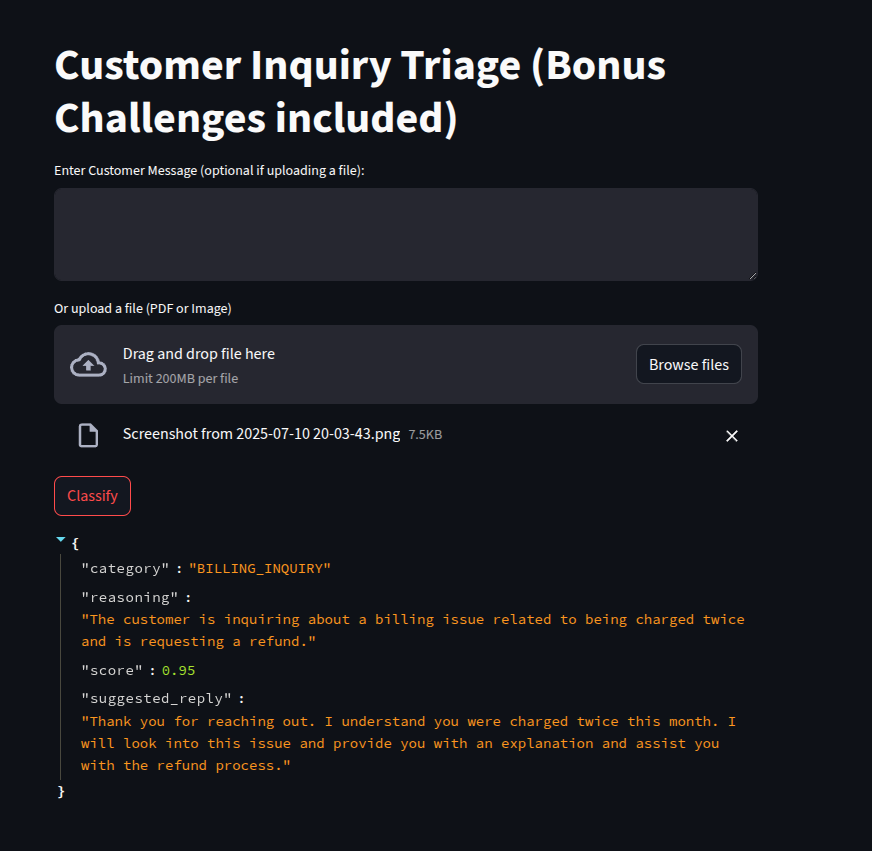 Customer Inquiry Triage (Bonus
Challenges included)
Enter Customer Message (optional if uploading a file):
Or upload a file (PDF or Image)
Drag and drop file here
Limit 200MB per file
Browse files
Screenshot from 2025-07-10 20-03-43.png 7.5KB
Classify
{
"category" : "BILLING_INQUIRY"
"reasoning" :
"The customer is inquiring about a billing issue related to being charged twice
and is requesting a refund."
"score" : 0.95
"suggested_reply" :
"Thank you for reaching out. I understand you were charged twice this month. I
will look into this issue and provide you with an explanation and assist you
with the refund process."
}